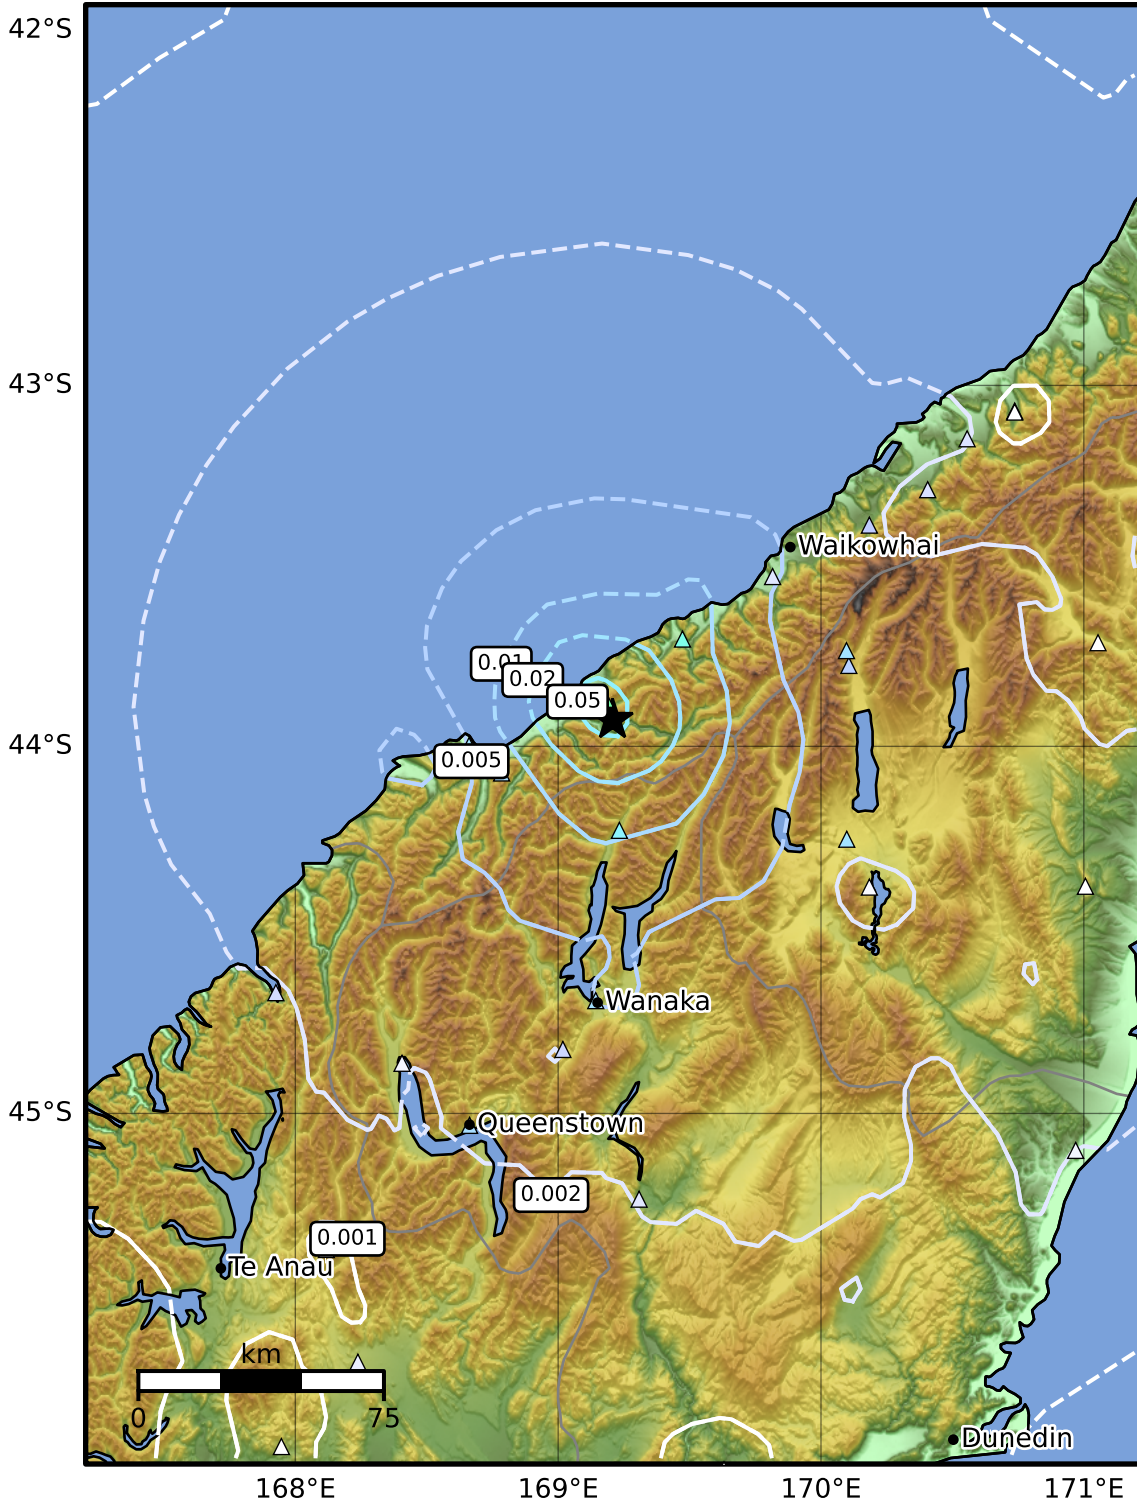 42°S
43°S
Waikowhai
0.01
0.02
0.05
44°S
0.005
Wanaka
45°S
Queenstown
0.002
0.001
Te Anau
km
0
75
Dunedin
168°E
169°E
170°E
171°E